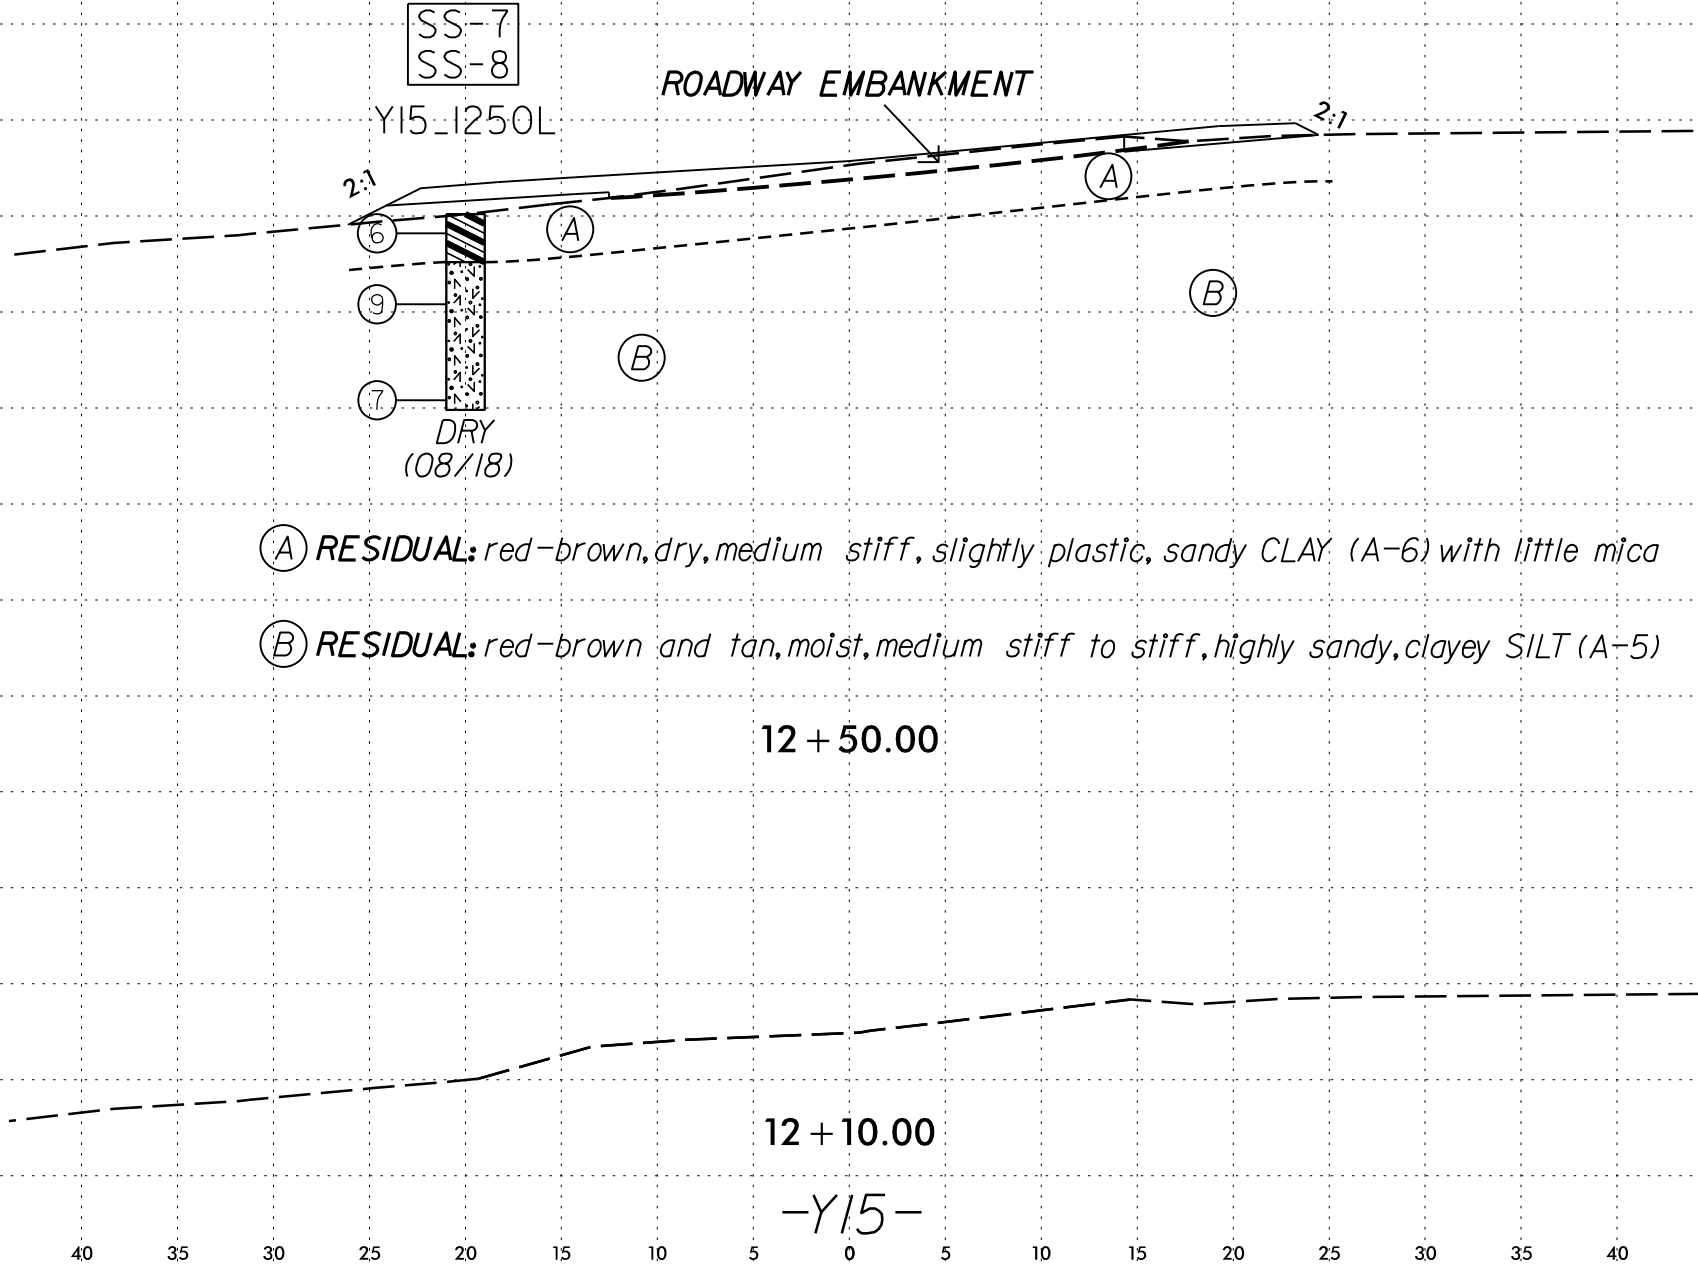 SS-7
SS-8
Y15_1250L
ROADWAY EMBANKMENT
2:1
2:1
A
6
A
9
B
B
7
DRY
(08/18)
A RESIDUAL: red-brown, dry, medium stiff, slightly plastic, sandy CLAY (A-6) with little mica
B RESIDUAL: red-brown and tan, moist, medium stiff to stiff, highly sandy, clayey SILT (A-5)
12+50.00
12+10.00
-Y15-
40 35 30 25 20 15 10 5 0 5 10 15 20 25 30 35 40